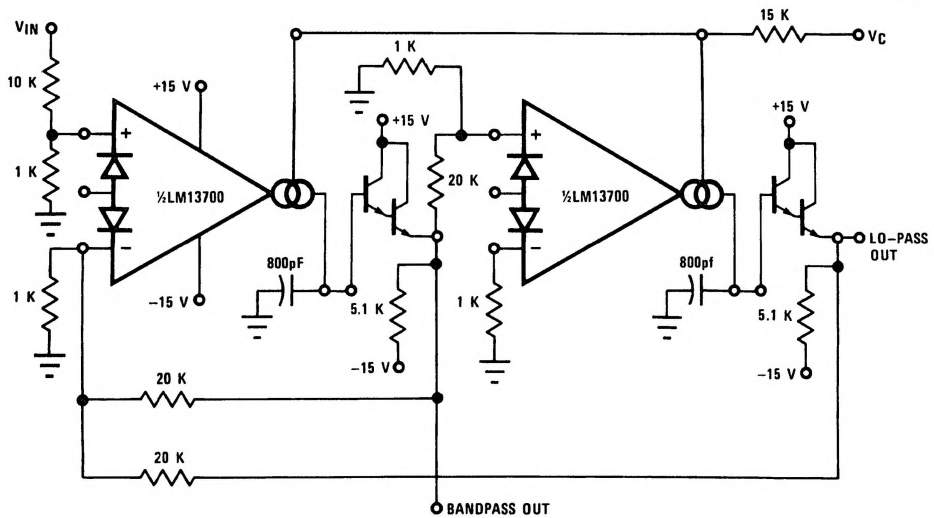 VIN
15 K
VC
1 K
10 K
+15 V
+15 V
+15 V
+
+
1 K
½LM13700
20 K
½LM13700
LO-PASS
OUT
−
−
800pF
800pf
1 K
−15 V
5.1 K
1 K
5.1 K
−15 V
−15 V
20 K
20 K
BANDPASS OUT